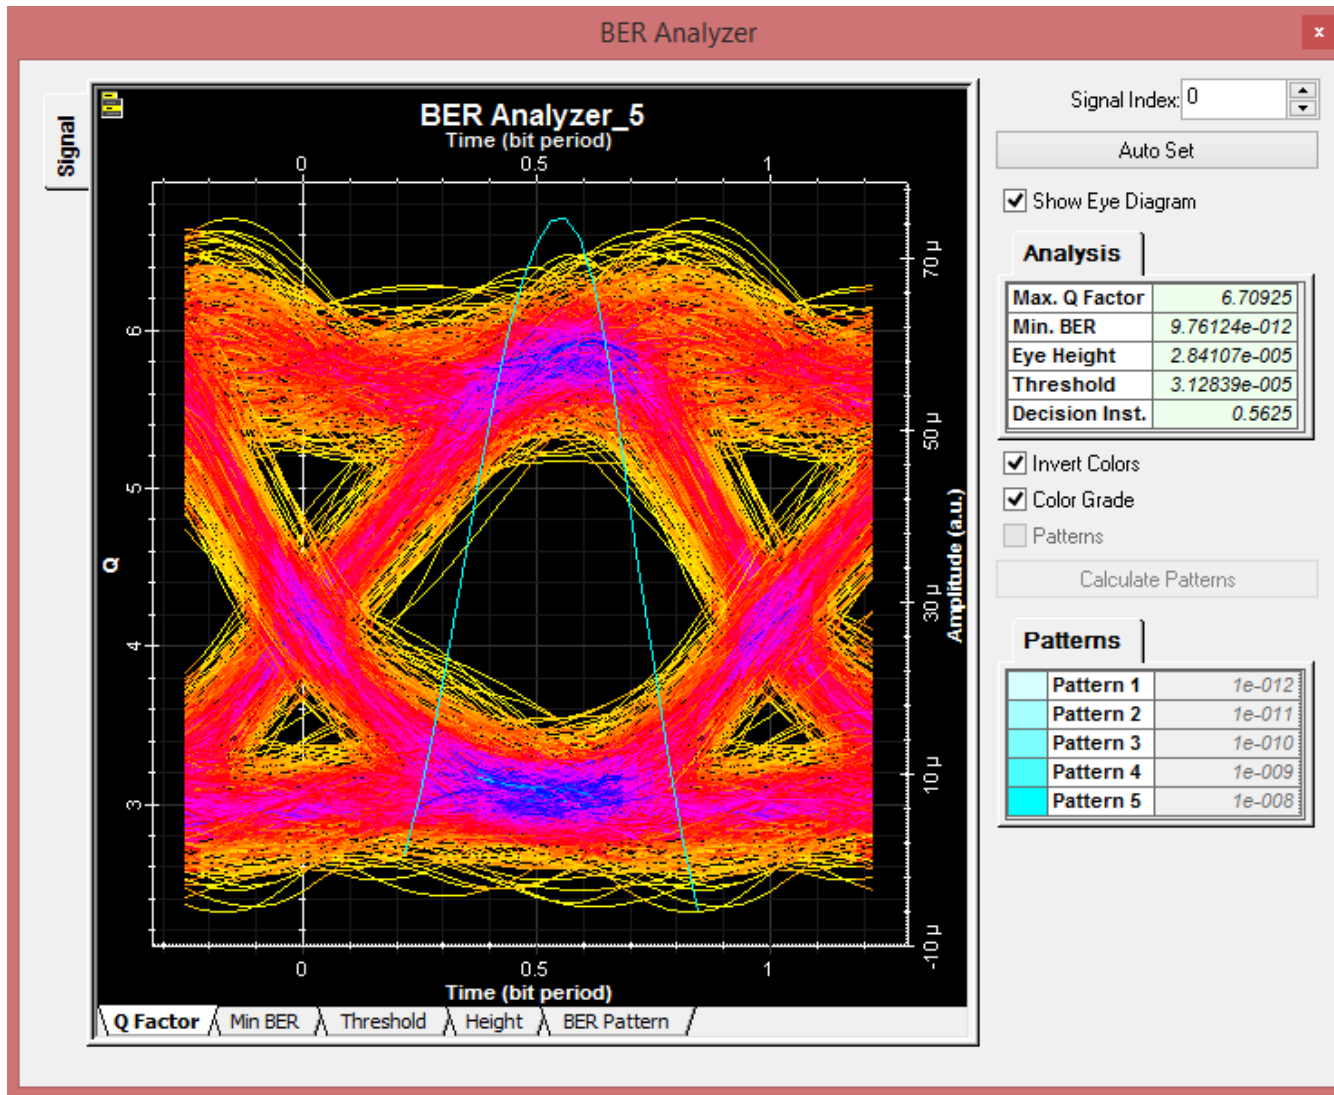 BER Analyzer
x
Signal
BER Analyzer_5
Time (bit period)
0 0.5 1
Q
6
5
4
3
70 µ
50 µ
30 µ
10 µ
-10 µ
Amplitude (a.u.)
0 0.5 1
Time (bit period)
Q Factor Min BER Threshold Height BER Pattern
Signal Index: 0
Auto Set
Show Eye Diagram
Analysis
Max. Q Factor 6.70925
Min. BER 9.76124e-012
Eye Height 2.84107e-005
Threshold 3.12839e-005
Decision Inst. 0.5625
Invert Colors
Color Grade
Patterns
Calculate Patterns
Patterns
Pattern 1 1e-012
Pattern 2 1e-011
Pattern 3 1e-010
Pattern 4 1e-009
Pattern 5 1e-008